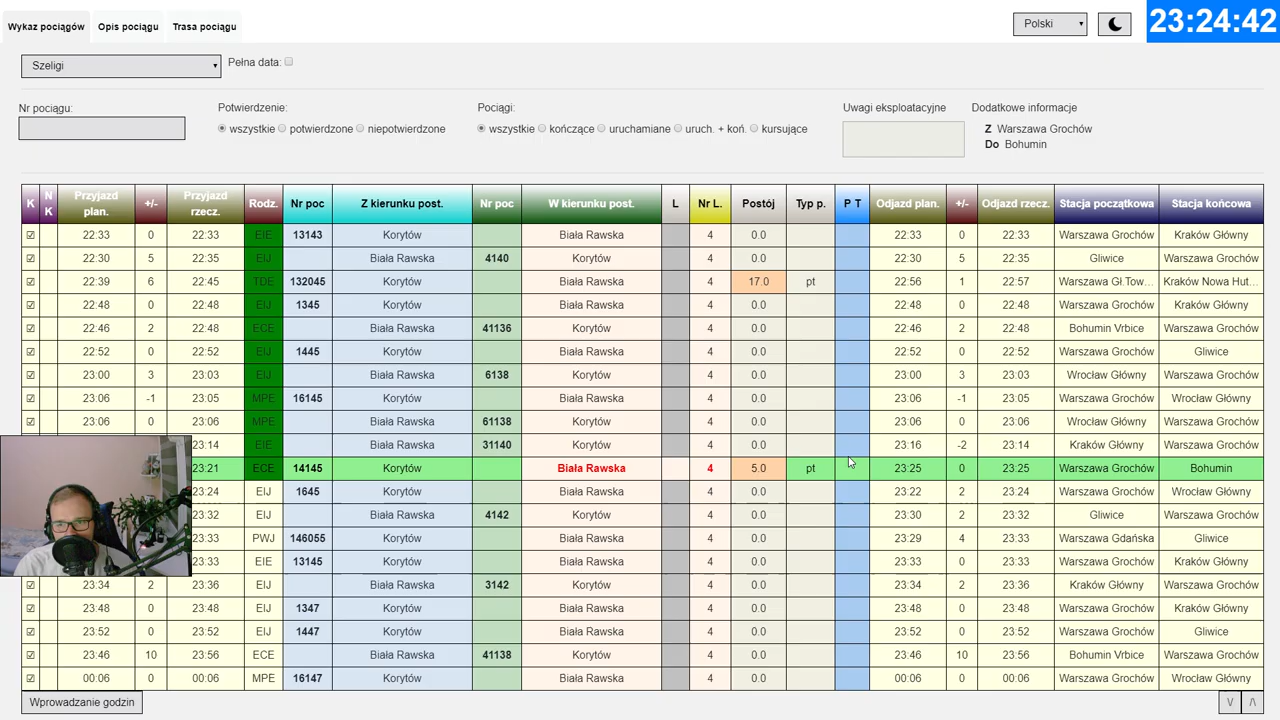 Wykaz pociągów Opis pociągu Trasa pociągu Polski 23:24:42
Szeligi Pełna data:
Nr pociągu: Potwierdzenie: Pociągi: Uwagi eksploatacyjne Dodatkowe informacje
wszystkie potwierdzone niepotwierdzone wszystkie kończące uruchamiane uruch. + koń. kursujące Z Warszawa Grochów
Do Bohumin
K N K Przyjazd plan. +/- Przyjazd rzecz. Rodz. Nr poc Z kierunku post. Nr poc W kierunku post. L Nr L. Postój Typ p. P T Odjazd plan. +/- Odjazd rzecz. Stacja początkowa Stacja końcowa
22:33 0 22:33 EIE 13143 Korytów Biała Rawska 4 0.0 22:33 0 22:33 Warszawa Grochów Kraków Główny
22:30 5 22:35 EIJ Biała Rawska 4140 Korytów 4 0.0 22:30 5 22:35 Gliwice Warszawa Grochów
22:39 6 22:45 TDE 132045 Korytów Biała Rawska 4 17.0 pt 22:56 1 22:57 Warszawa Gł.Tow... Kraków Nowa Hut...
22:48 0 22:48 EIJ 1345 Korytów Biała Rawska 4 0.0 22:48 0 22:48 Warszawa Grochów Kraków Główny
22:46 2 22:48 ECE Biała Rawska 41136 Korytów 4 0.0 22:46 2 22:48 Bohumin Vrbice Warszawa Grochów
22:52 0 22:52 EIJ 1445 Korytów Biała Rawska 4 0.0 22:52 0 22:52 Warszawa Grochów Gliwice
23:00 3 23:03 EIJ Biała Rawska 6138 Korytów 4 0.0 23:00 3 23:03 Wrocław Główny Warszawa Grochów
23:06 -1 23:05 MPE 16145 Korytów Biała Rawska 4 0.0 23:06 -1 23:05 Warszawa Grochów Wrocław Główny
23:06 0 23:06 MPE Biała Rawska 61138 Korytów 4 0.0 23:06 0 23:06 Wrocław Główny Warszawa Grochów
23:14 EIE Biała Rawska 31140 Korytów 4 0.0 23:16 -2 23:14 Kraków Główny Warszawa Grochów
23:21 ECE 14145 Korytów Biała Rawska 4 5.0 pt 23:25 0 23:25 Warszawa Grochów Bohumin
23:24 EIJ 1645 Korytów Biała Rawska 4 0.0 23:22 2 23:24 Warszawa Grochów Wrocław Główny
23:32 EIJ Biała Rawska 4142 Korytów 4 0.0 23:30 2 23:32 Gliwice Warszawa Grochów
23:33 PWJ 146055 Korytów Biała Rawska 4 0.0 23:29 4 23:33 Warszawa Gdańska Gliwice
23:33 EIE 13145 Korytów Biała Rawska 4 0.0 23:33 0 23:33 Warszawa Grochów Kraków Główny
23:34 2 23:36 EIJ Biała Rawska 3142 Korytów 4 0.0 23:34 2 23:36 Kraków Główny Warszawa Grochów
23:48 0 23:48 EIJ 1347 Korytów Biała Rawska 4 0.0 23:48 0 23:48 Warszawa Grochów Kraków Główny
23:52 0 23:52 EIJ 1447 Korytów Biała Rawska 4 0.0 23:52 0 23:52 Warszawa Grochów Gliwice
23:46 10 23:56 ECE Biała Rawska 41138 Korytów 4 0.0 23:46 10 23:56 Bohumin Vrbice Warszawa Grochów
00:06 0 00:06 MPE 16147 Korytów Biała Rawska 4 0.0 00:06 0 00:06 Warszawa Grochów Wrocław Główny
Wprowadzanie godzin